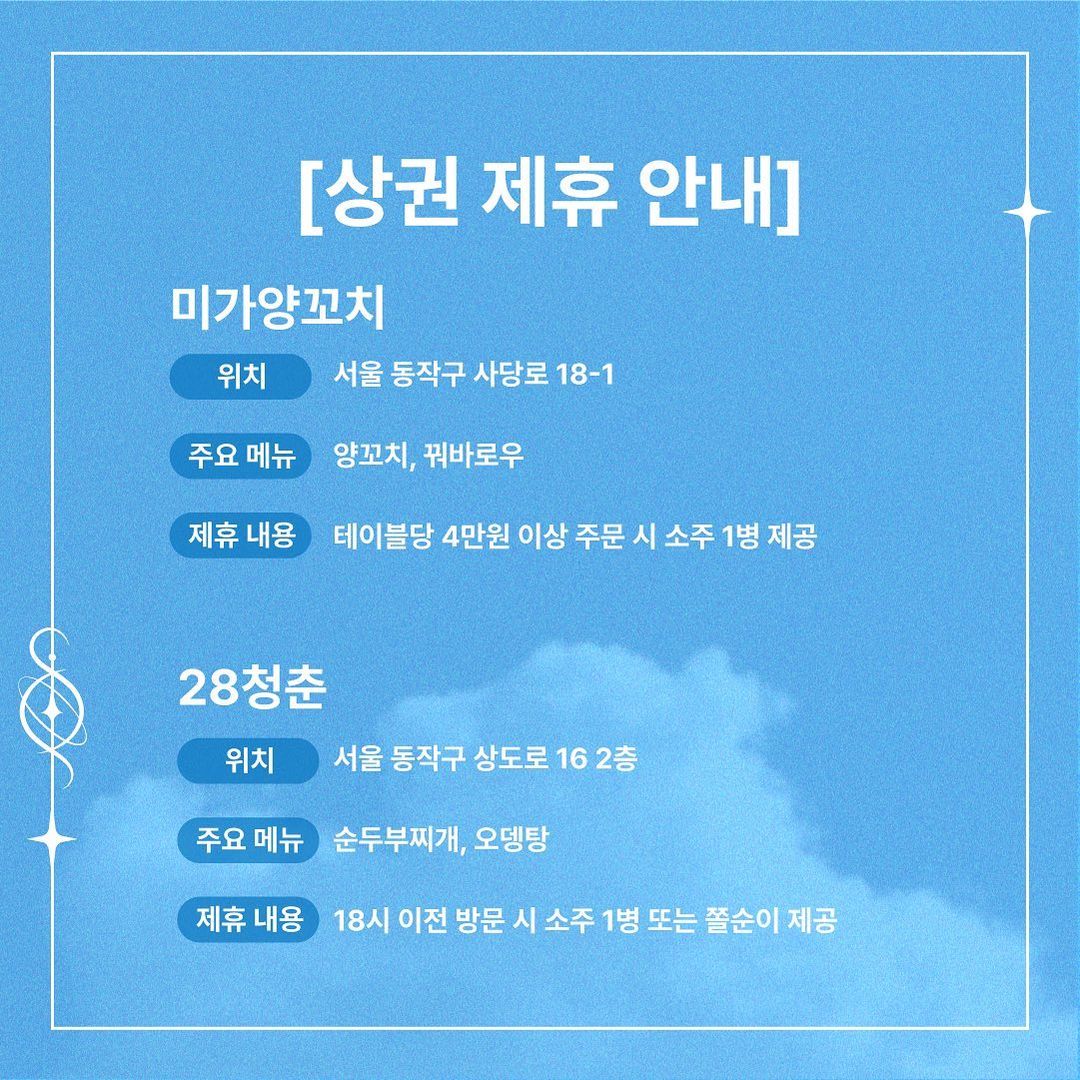 [상권 제휴 안내]
미가양꼬치
위치 서울 동작구 사당로 18-1
주요 메뉴 양꼬치, 꿔바로우
제휴 내용 테이블당 4만원 이상 주문 시 소주 1병 제공
28청춘
위치 서울 동작구 상도로 16 2층
주요 메뉴 순두부찌개, 오뎅탕
제휴 내용 18시 이전 방문 시 소주 1병 또는 쫄순이 제공